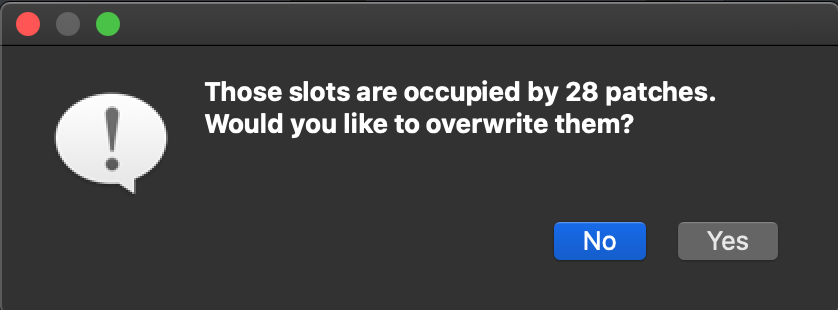 Those slots are occupied by 28 patches.
Would you like to overwrite them?
No
Yes